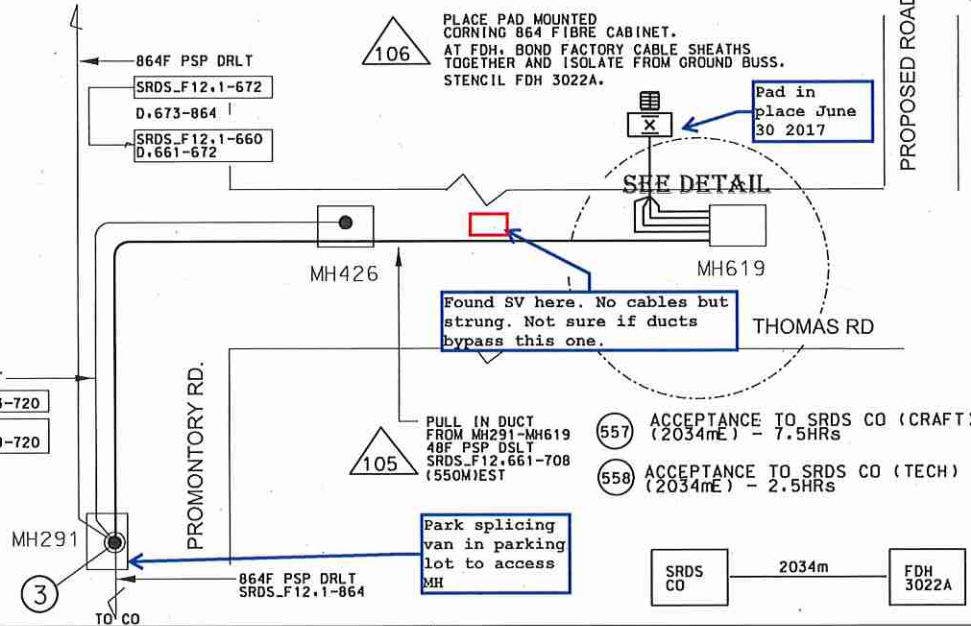 106
PLACE PAD MOUNTED
CORNING 864 FIBRE CABINET.
AT FDH, BOND FACTORY CABLE SHEATHS
TOGETHER AND ISOLATE FROM GROUND BUSS.
STENCIL FDH 3022A.
864F PSP DRLT
SRDS_F12,1-672
D,673-864
SRDS_F12,1-660
D,661-672
Pad in
place June
30 2017
PROPOSED ROAD
SEE DETAIL
MH426
MH619
Found SV here. No cables but
strung. Not sure if ducts
bypass this one.
THOMAS RD
-720
-720
PROMONTORY RD.
105
PULL IN DUCT
FROM MH291-MH619
48F PSP DSLT
SRDS_F12,661-708
(550M)EST
557
ACCEPTANCE TO SRDS CO (CRAFT)
(2034mE) - 7.5HRs
558
ACCEPTANCE TO SRDS CO (TECH)
(2034mE) - 2.5HRs
MH291
Park splicing
van in parking
lot to access
MH
3
864F PSP DRLT
SRDS_F12,1-864
TO CO
SRDS
CO
2034m
FDH
3022A